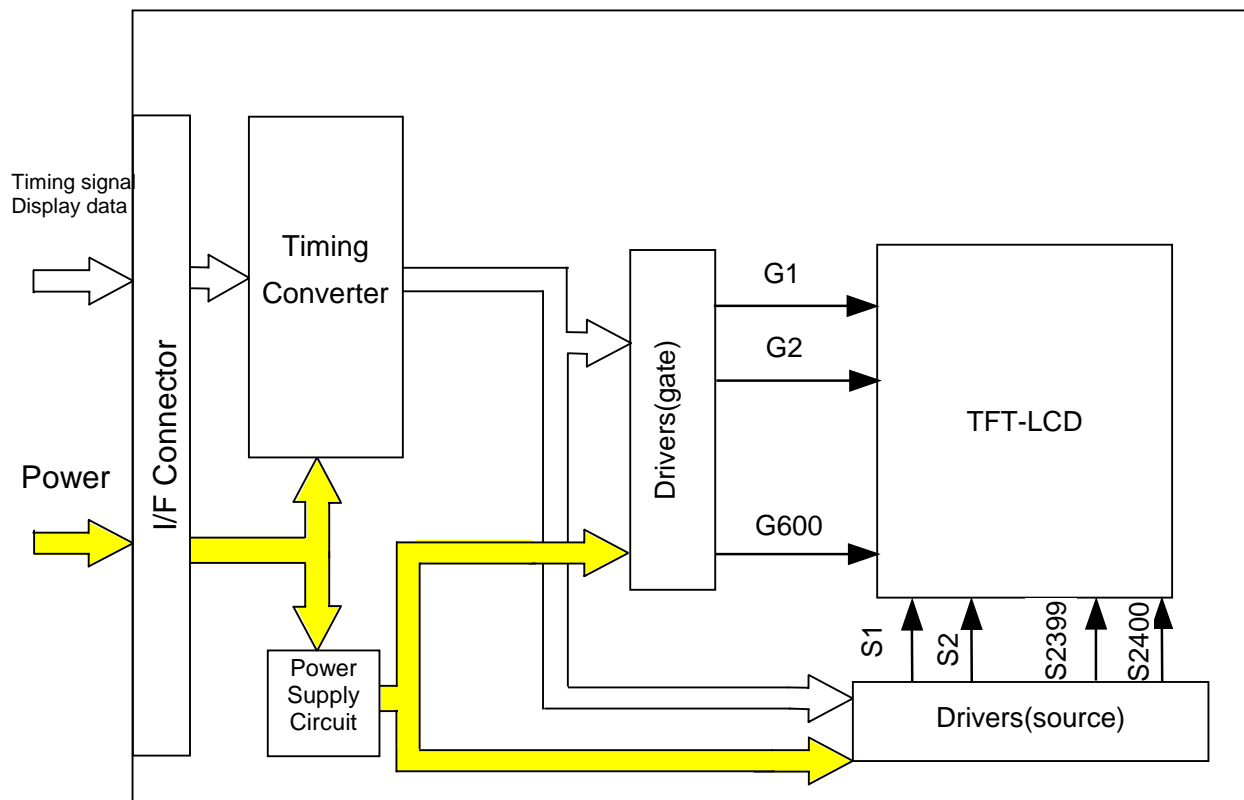 Timing signal
Display data
Power
I/F Connector
Timing
Converter
Power
Supply
Circuit
Drivers(gate)
G1
G2
G600
TFT-LCD
S1
S2
S2399
S2400
Drivers(source)